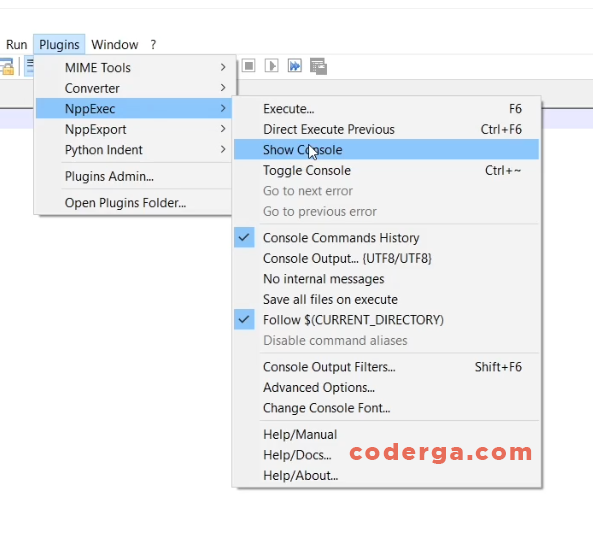 Run Plugins Window ?
MIME Tools
Converter
NppExec
NppExport
Python Indent
Plugins Admin...
Open Plugins Folder...
Execute... F6
Direct Execute Previous Ctrl+F6
Show Console
Toggle Console Ctrl+~
Go to next error
Go to previous error
Console Commands History
Console Output... {UTF8/UTF8}
No internal messages
Save all files on execute
Follow $(CURRENT_DIRECTORY)
Disable command aliases
Console Output Filters... Shift+F6
Advanced Options...
Change Console Font...
Help/Manual
Help/Docs...
Help/About...
coderga.com